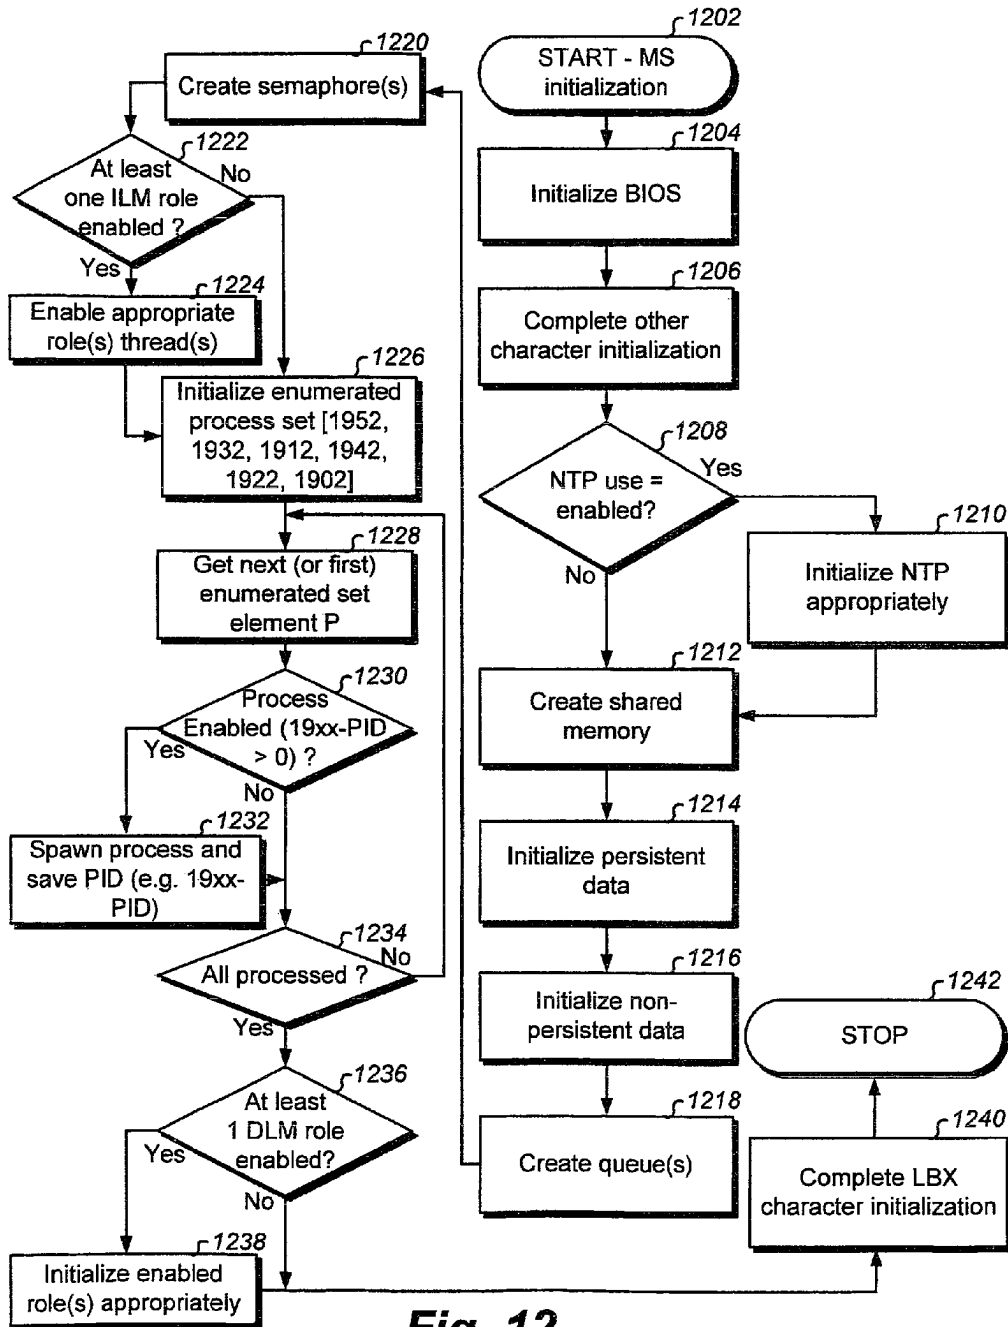 1202
START - MS
initialization
1204
Initialize BIOS
1206
Complete other
character initialization
1208
NTP use =
enabled?
Yes
No
1210
Initialize NTP
appropriately
1212
Create shared
memory
1214
Initialize persistent
data
1216
Initialize non-
persistent data
1218
Create queue(s)
1220
Create semaphore(s)
1222
At least
one ILM role
enabled ?
No
Yes
1224
Enable appropriate
role(s) thread(s)
1226
Initialize enumerated
process set [1952,
1932, 1912, 1942,
1922, 1902]
1228
Get next (or first)
enumerated set
element P
1230
Process
Enabled (19xx-PID
> 0) ?
Yes
No
1232
Spawn process and
save PID (e.g. 19xx-
PID)
1234
All processed ?
No
Yes
1236
At least
1 DLM role
enabled?
Yes
No
1238
Initialize enabled
role(s) appropriately
1240
Complete LBX
character initialization
1242
STOP
Fig. 12